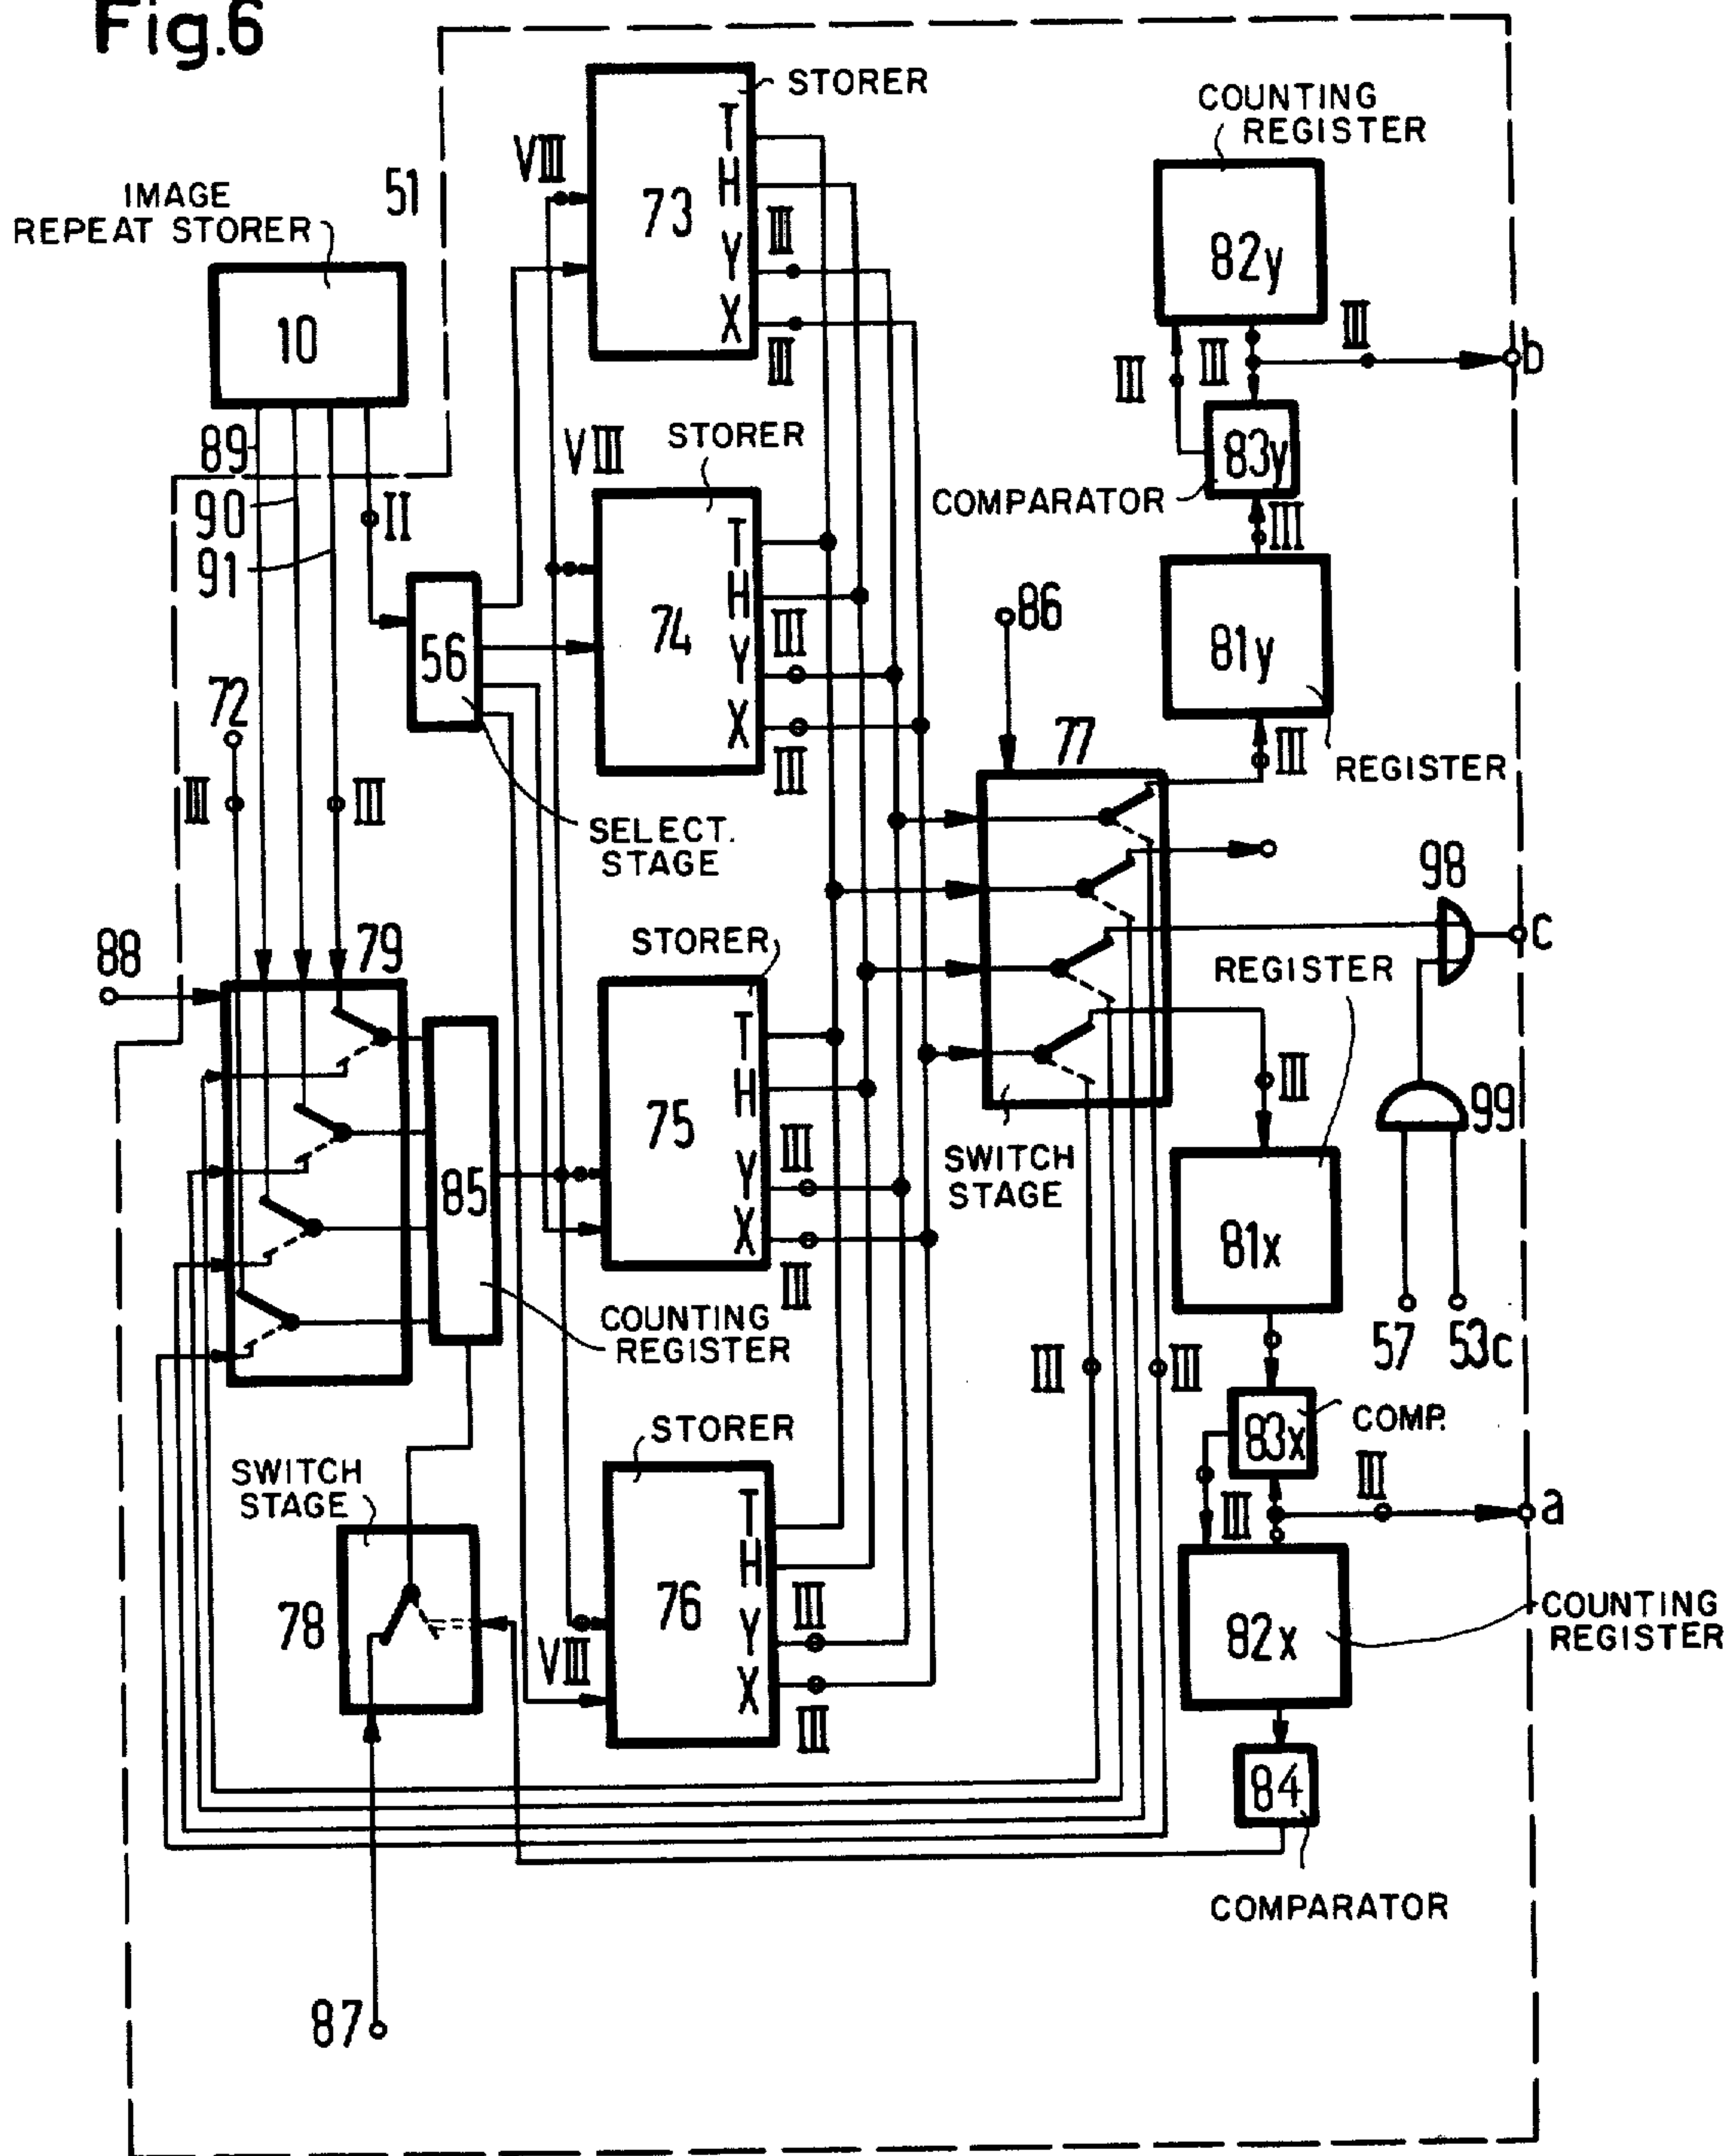 Fig.6
STORER
COUNTING
REGISTER
T
H
Y
X
VIII
73
III
III
51
IMAGE
REPEAT STORER
10
82y
III
III
III
b
89
90
91
II
VIII
STORER
83y
COMPARATOR
III
56
74
T
H
Y
X
III
III
86
81y
72
77
III
REGISTER
III
III
SELECT.
STAGE
98
88
79
STORER
REGISTER
c
75
T
H
Y
X
III
III
85
III
99
SWITCH
STAGE
81x
COUNTING
REGISTER
57
53c
III
III
STORER
83x
COMP.
SWITCH
STAGE
III
III
a
78
76
T
H
Y
X
III
III
VIII
82x
COUNTING
REGISTER
84
COMPARATOR
87